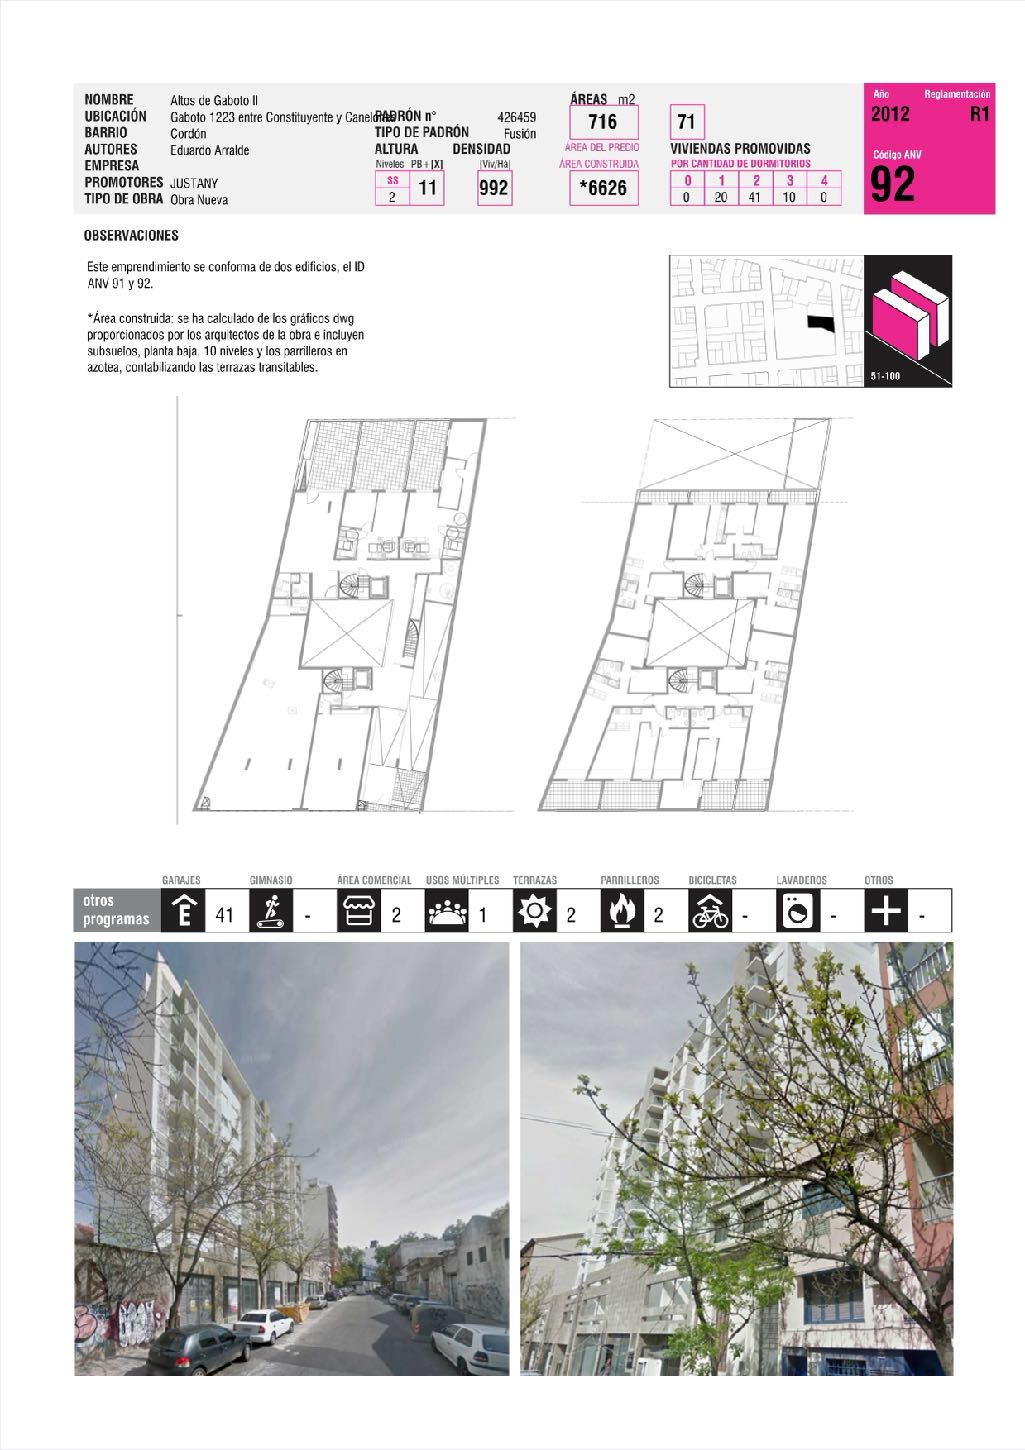 NOMBRE Altos de Gaboto II
UBICACIÓN Gaboto 1223 entre Constituyente y Canelones
BARRIO Cordón
AUTORES Eduardo Arralde
EMPRESA
PROMOTORES JUSTANY
TIPO DE OBRA Obra Nueva
PADRÓN n° 426459
TIPO DE PADRÓN Fusión
ALTURA DENSIDAD
Niveles PB+[X] [Viv/Há]
SS 11 992
2
ÁREAS m2
716
ÁREA DEL PREDIO
ÁREA CONSTRUIDA
*6626
71
VIVIENDAS PROMOVIDAS
POR CANTIDAD DE DORMITORIOS
0 1 2 3 4
0 20 41 10 0
Año Reglamentación
2012 R1
Código ANV
92
OBSERVACIONES
Este emprendimiento se conforma de dos edificios, el ID
ANV 91 y 92.
*Área construida: se ha calculado de los gráficos dwg
proporcionados por los arquitectos de la obra e incluyen
subsuelos, planta baja, 10 niveles y los parrilleros en
azotea, contabilizando las terrazas transitables.
51-100
GARAJES GIMNASIO ÁREA COMERCIAL USOS MÚLTIPLES TERRAZAS PARRILLEROS BICICLETAS LAVADEROS OTROS
otros
programas
E 41 - 2 1 2 2 - - -